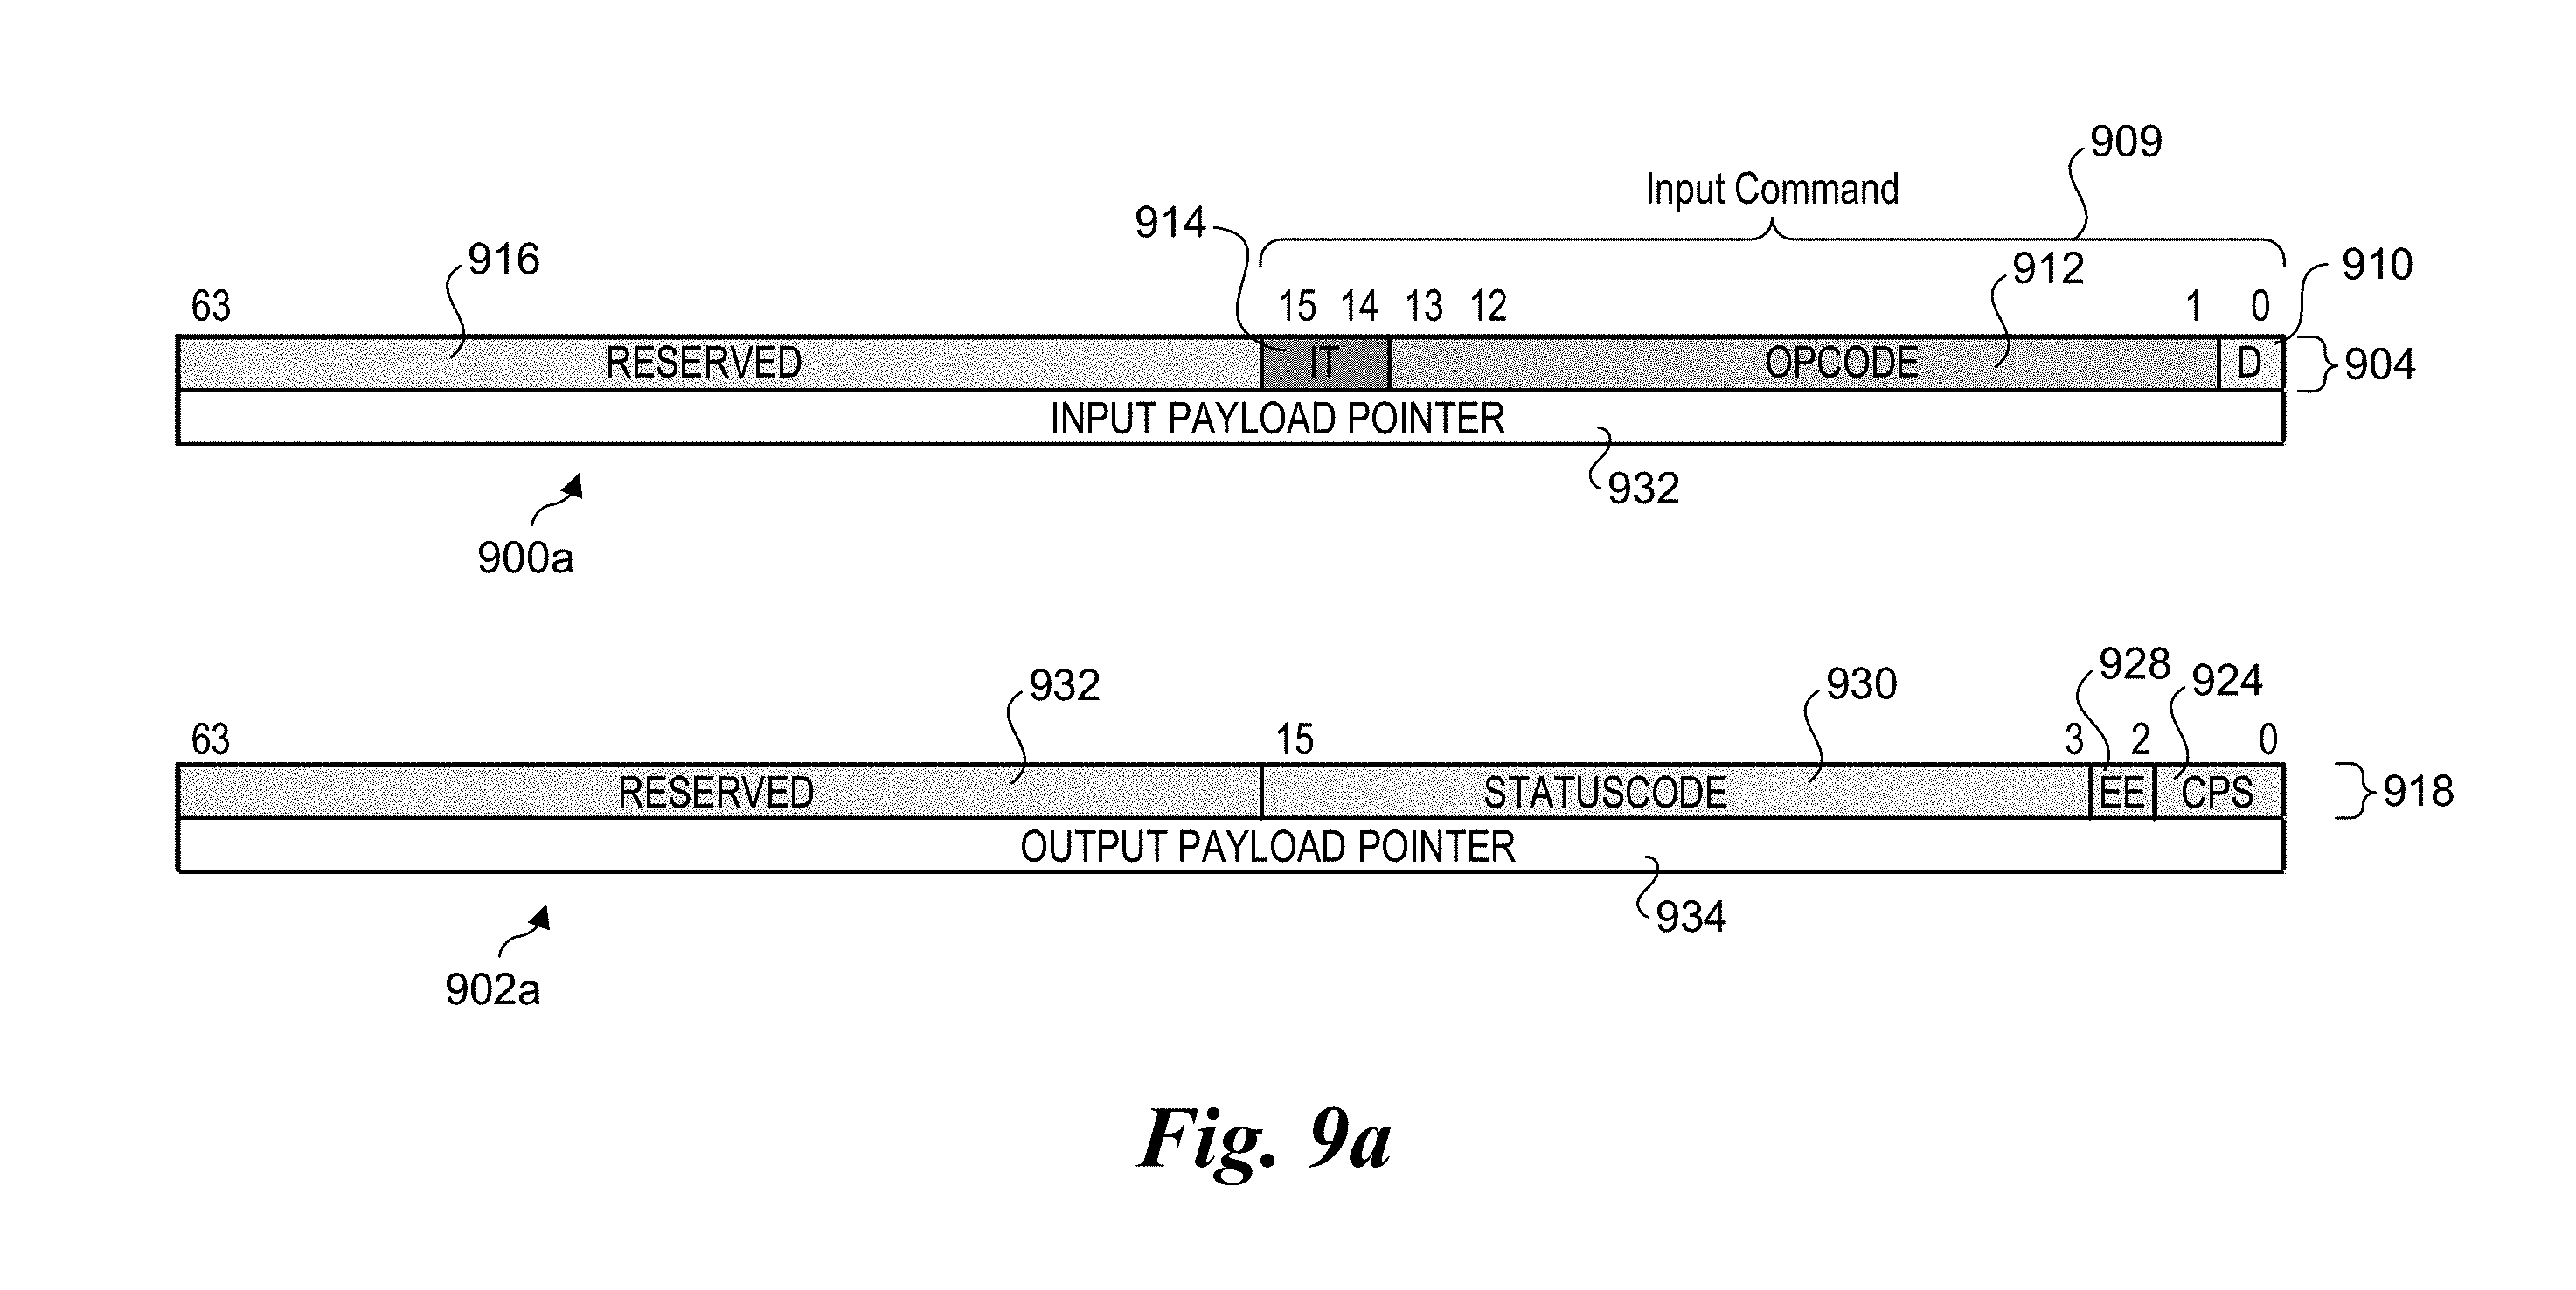 909
Input Command
914
916
912
910
63 15 14 13 12 1 0
RESERVED IT OPCODE D
904
INPUT PAYLOAD POINTER
932
900a
932 930 928 924
63 15 3 2 0
RESERVED STATUSCODE EE CPS
918
OUTPUT PAYLOAD POINTER
934
902a
Fig. 9a